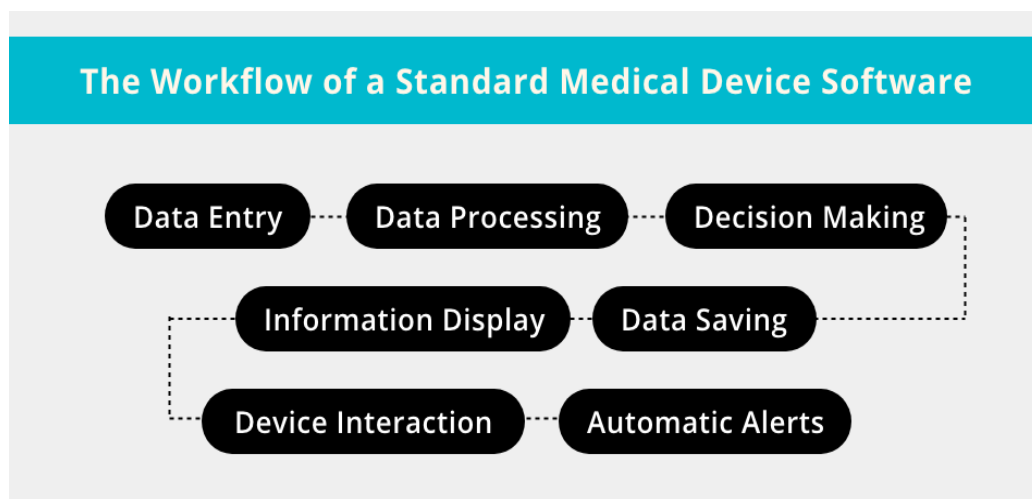 The Workflow of a Standard Medical Device Software
Data Entry
Data Processing
Decision Making
Information Display
Data Saving
Device Interaction
Automatic Alerts